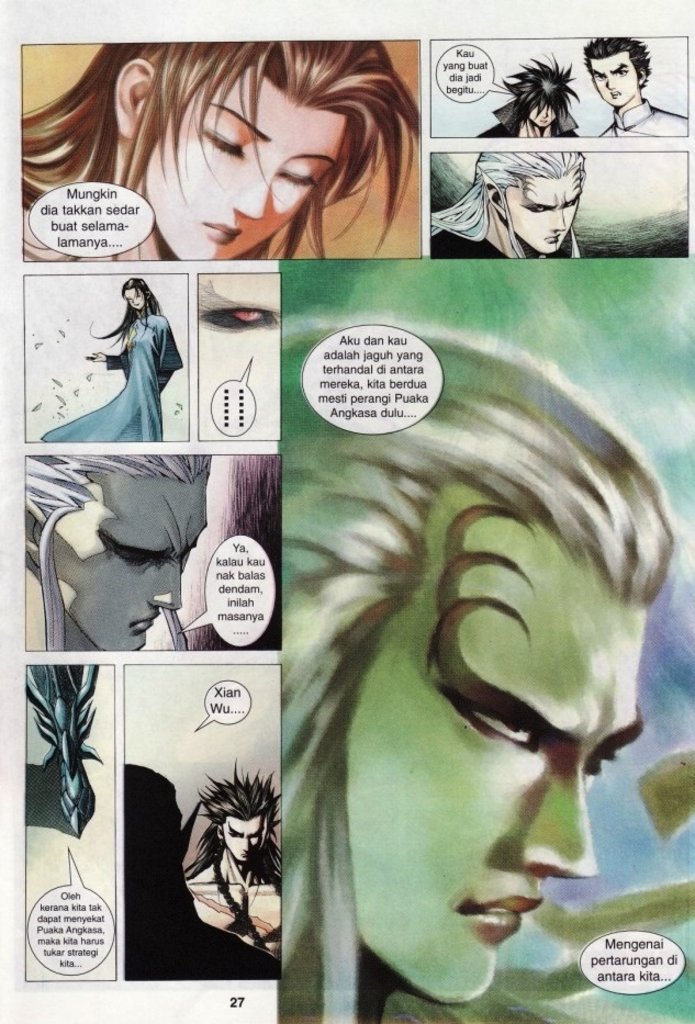 Mungkin
dia takkan sedar
buat selama-
lamanya....
Kau
yang buat
dia jadi
begitu....
Aku dan kau
adalah jaguh yang
terhandal di antara
mereka, kita berdua
mesti perangi Puaka
Angkasa dulu....
Ya,
kalau kau
nak balas
dendam,
inilah
masanya
.....
Xian
Wu....
Oleh
kerana kita tak
dapat menyekat
Puaka Angkasa,
maka kita harus
tukar strategi
kita...
Mengenai
pertarungan di
antara kita...
27